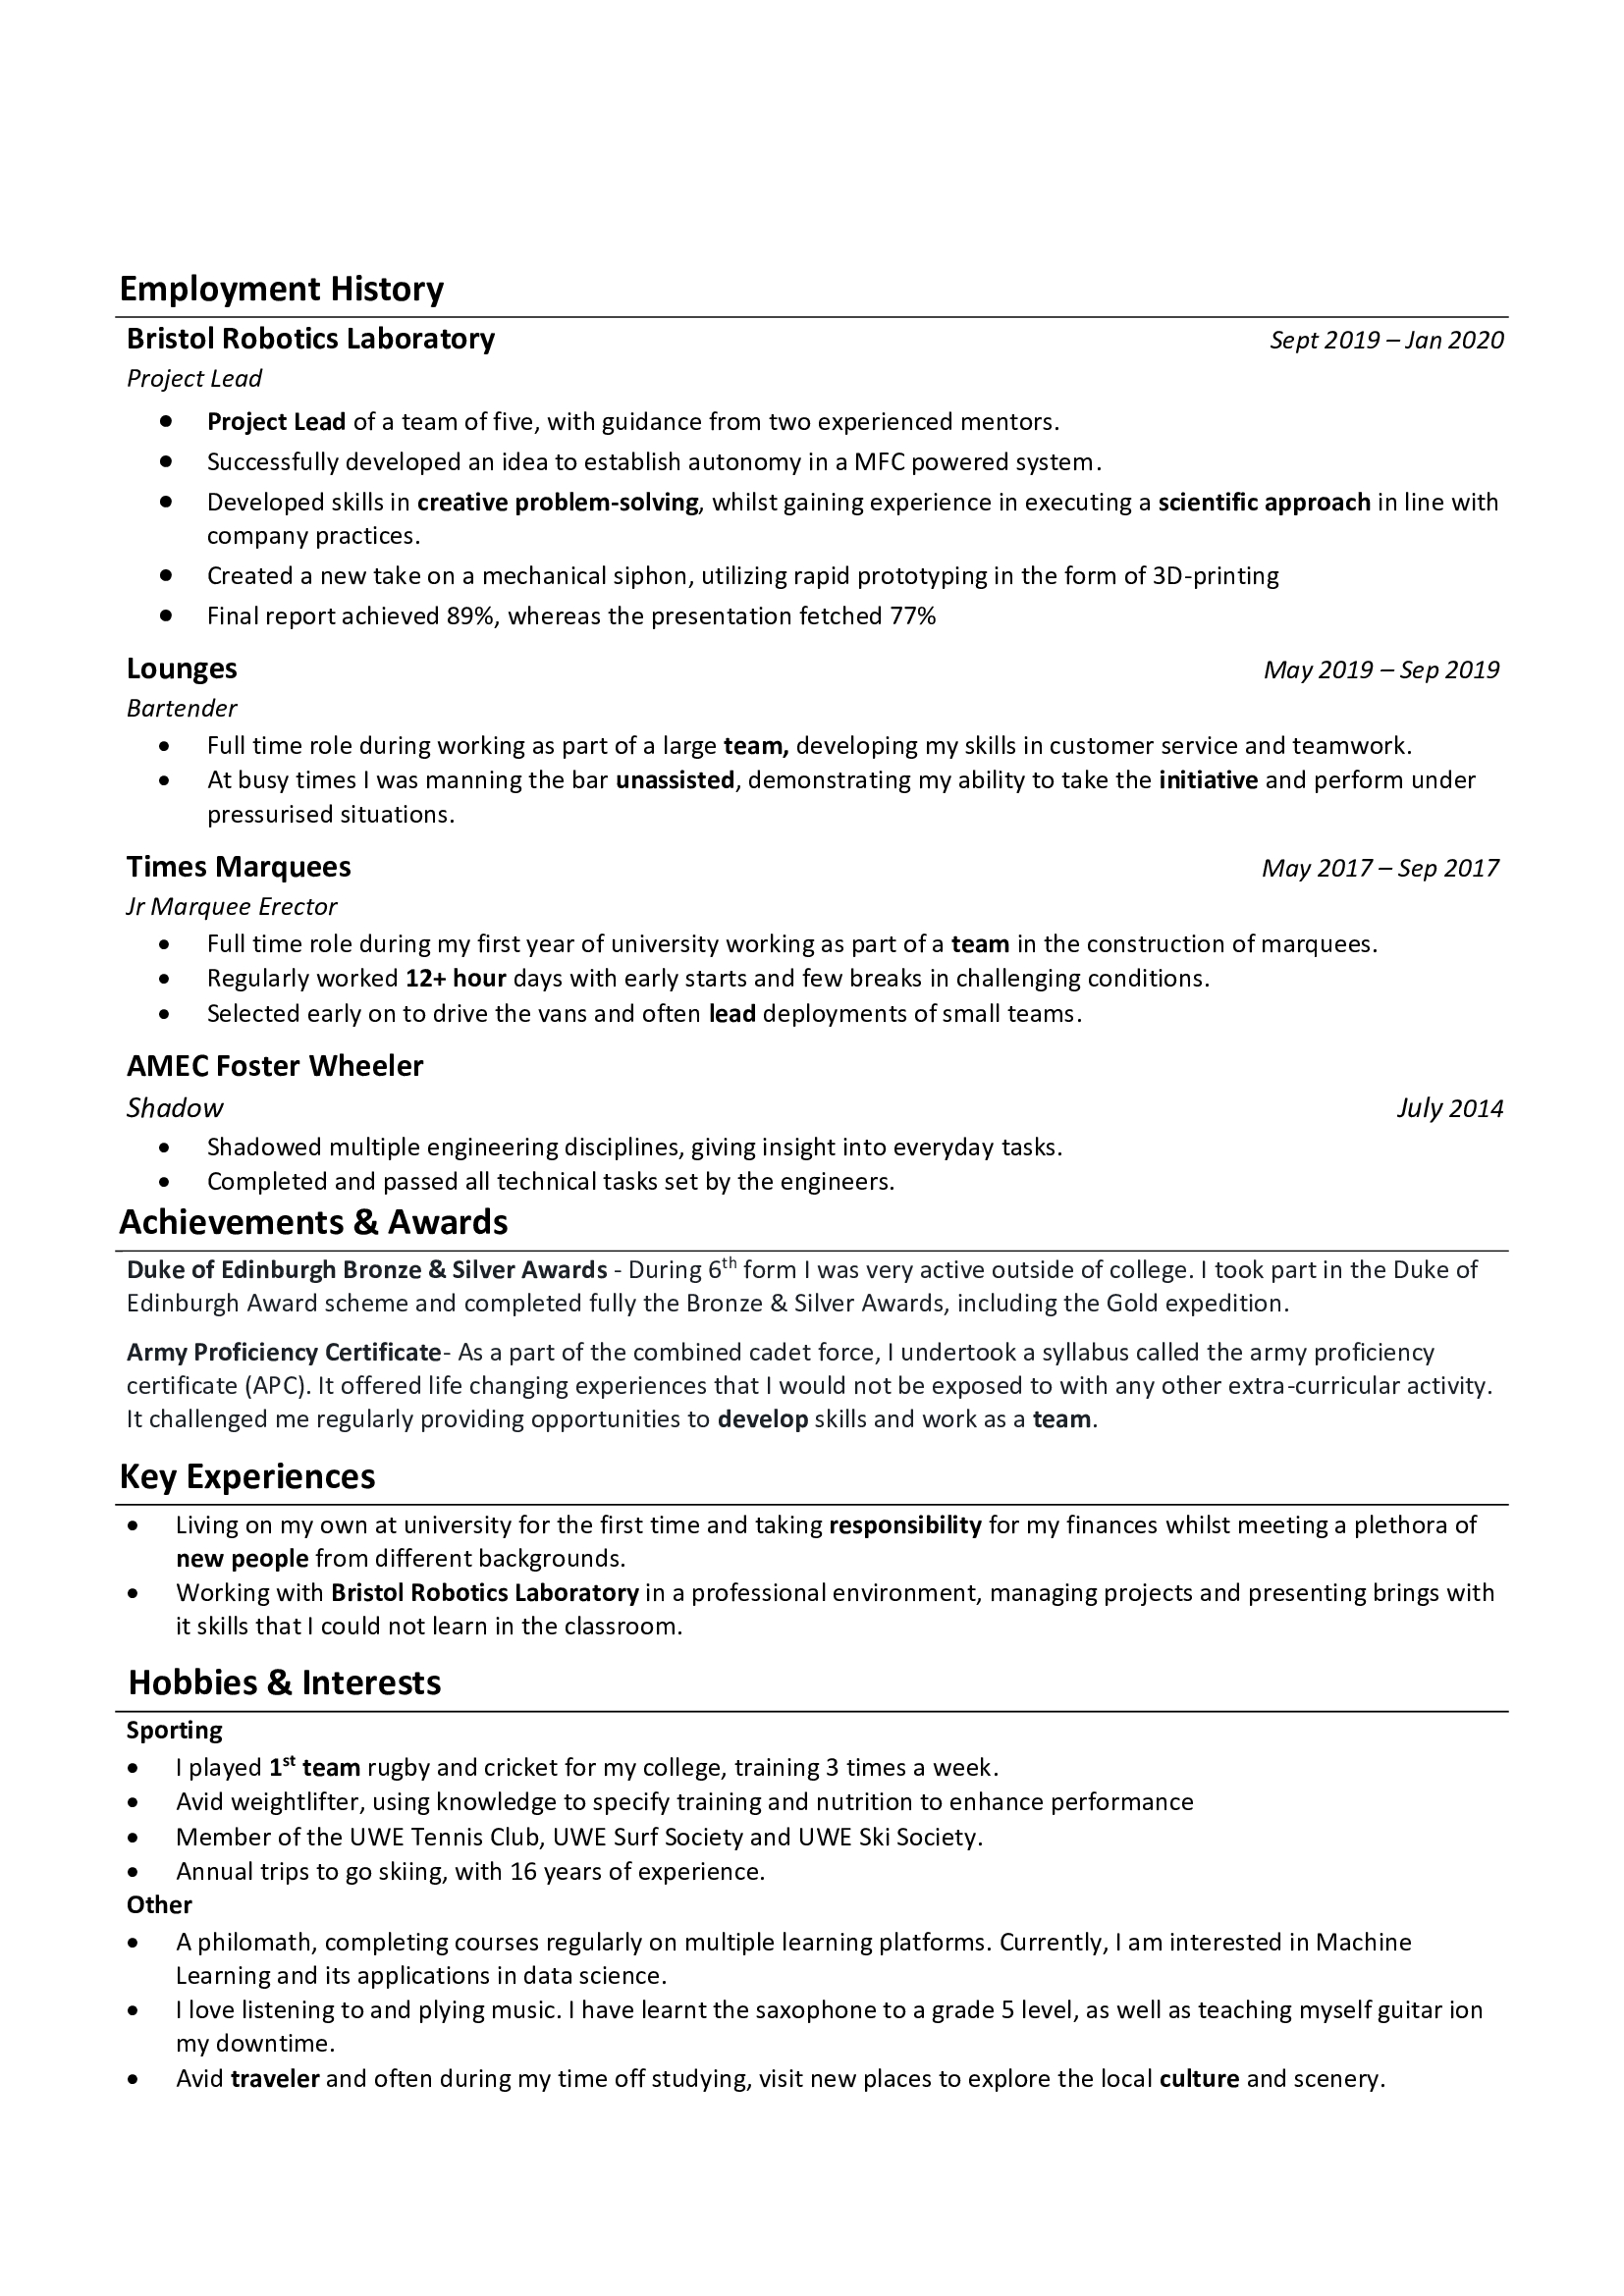 Employment History
Bristol Robotics Laboratory Sept 2019 – Jan 2020
Project Lead
● Project Lead of a team of five, with guidance from two experienced mentors.
● Successfully developed an idea to establish autonomy in a MFC powered system.
● Developed skills in creative problem-solving, whilst gaining experience in executing a scientific approach in line with
company practices.
● Created a new take on a mechanical siphon, utilizing rapid prototyping in the form of 3D-printing
● Final report achieved 89%, whereas the presentation fetched 77%
Lounges May 2019 – Sep 2019
Bartender
• Full time role during working as part of a large team, developing my skills in customer service and teamwork.
• At busy times I was manning the bar unassisted, demonstrating my ability to take the initiative and perform under
pressurised situations.
Times Marquees May 2017 – Sep 2017
Jr Marquee Erector
• Full time role during my first year of university working as part of a team in the construction of marquees.
• Regularly worked 12+ hour days with early starts and few breaks in challenging conditions.
• Selected early on to drive the vans and often lead deployments of small teams.
AMEC Foster Wheeler
Shadow July 2014
• Shadowed multiple engineering disciplines, giving insight into everyday tasks.
• Completed and passed all technical tasks set by the engineers.
Achievements & Awards
Duke of Edinburgh Bronze & Silver Awards - During 6th form I was very active outside of college. I took part in the Duke of
Edinburgh Award scheme and completed fully the Bronze & Silver Awards, including the Gold expedition.
Army Proficiency Certificate- As a part of the combined cadet force, I undertook a syllabus called the army proficiency
certificate (APC). It offered life changing experiences that I would not be exposed to with any other extra-curricular activity.
It challenged me regularly providing opportunities to develop skills and work as a team.
Key Experiences
• Living on my own at university for the first time and taking responsibility for my finances whilst meeting a plethora of
new people from different backgrounds.
• Working with Bristol Robotics Laboratory in a professional environment, managing projects and presenting brings with
it skills that I could not learn in the classroom.
Hobbies & Interests
Sporting
• I played 1st team rugby and cricket for my college, training 3 times a week.
• Avid weightlifter, using knowledge to specify training and nutrition to enhance performance
• Member of the UWE Tennis Club, UWE Surf Society and UWE Ski Society.
• Annual trips to go skiing, with 16 years of experience.
Other
• A philomath, completing courses regularly on multiple learning platforms. Currently, I am interested in Machine
Learning and its applications in data science.
• I love listening to and plying music. I have learnt the saxophone to a grade 5 level, as well as teaching myself guitar ion
my downtime.
• Avid traveler and often during my time off studying, visit new places to explore the local culture and scenery.